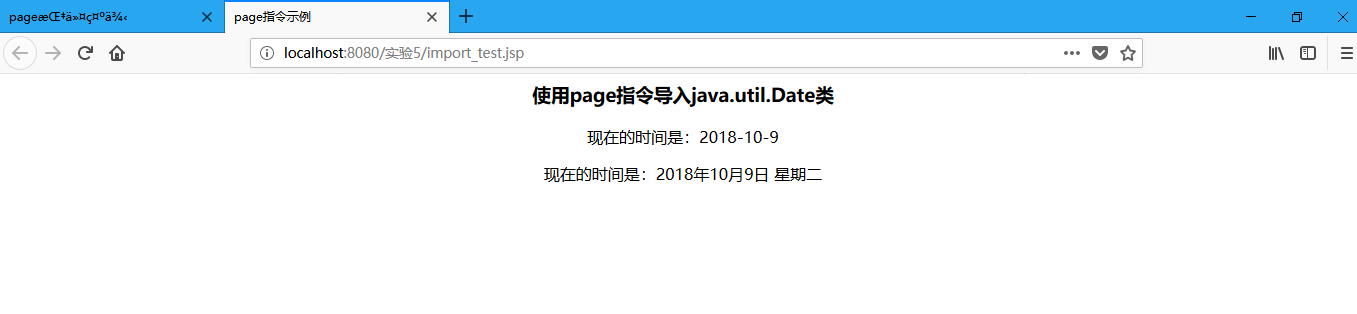 pageæŒ‡ä»¤ç¤ºä¾‹
page指令示例
localhost:8080/实验5/import_test.jsp
使用page指令导入java.util.Date类
现在的时间是：2018-10-9
现在的时间是：2018年10月9日 星期二